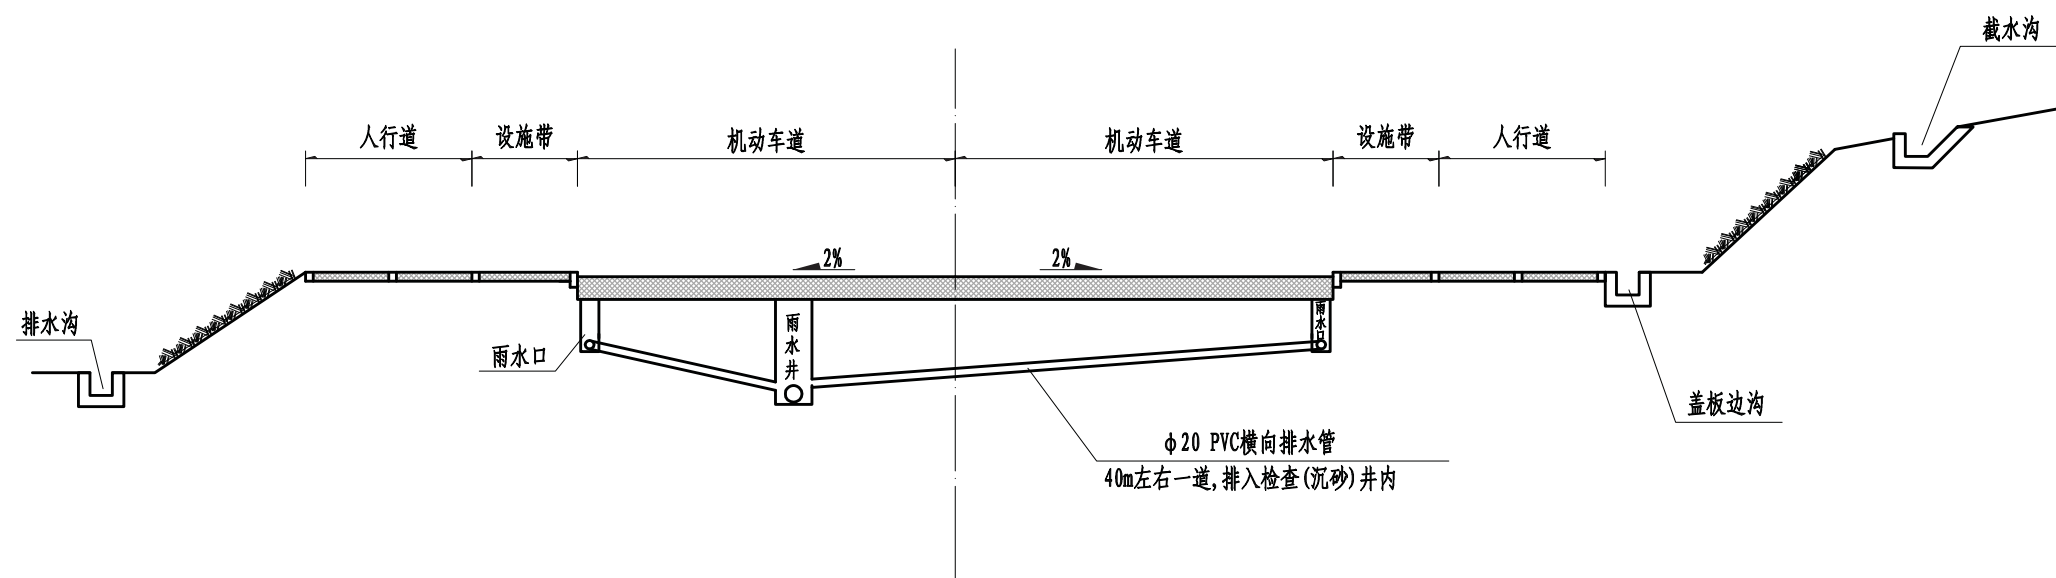 截水沟
人行道
设施带
机动车道
机动车道
设施带
人行道
2%
2%
排水沟
雨水口
雨水井
雨水口
盖板边沟
ф20 PVC横向排水管
40m左右一道,排入检查(沉砂)井内